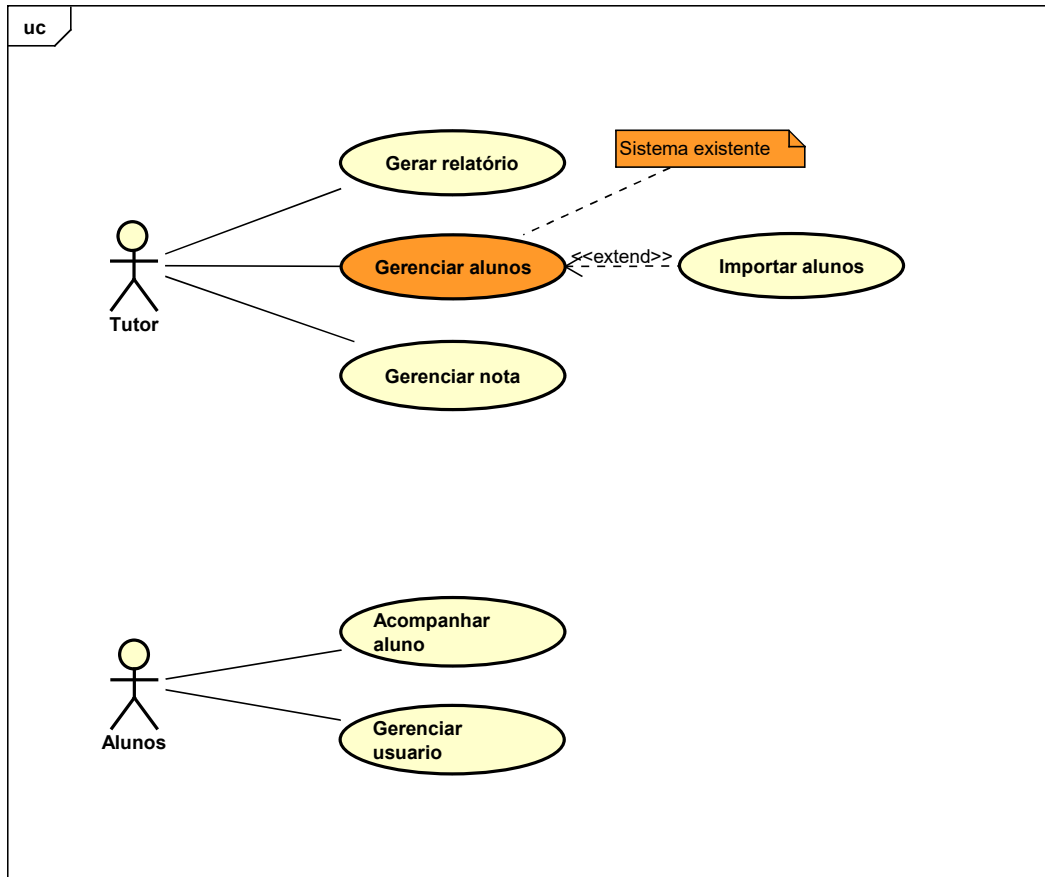 uc
Gerar relatório
Sistema existente
Gerenciar alunos
<<extend>>
Importar alunos
Tutor
Gerenciar nota
Acompanhar
aluno
Alunos
Gerenciar
usuario